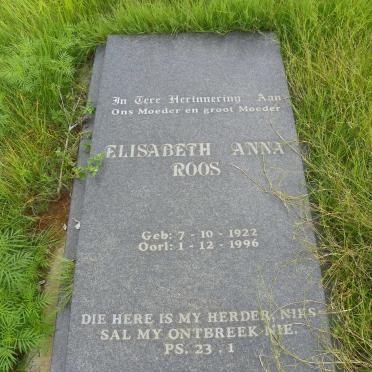 In Tere Herinnering Aan
Ons Moeder en groot Moeder
ELISABETH ANNA
ROOS
Geb: 7 - 10 - 1922
Oorl: 1 - 12 - 1996
DIE HERE IS MY HERDER, NIKS
SAL MY ONTBREEK NIE.
PS. 23 : 1